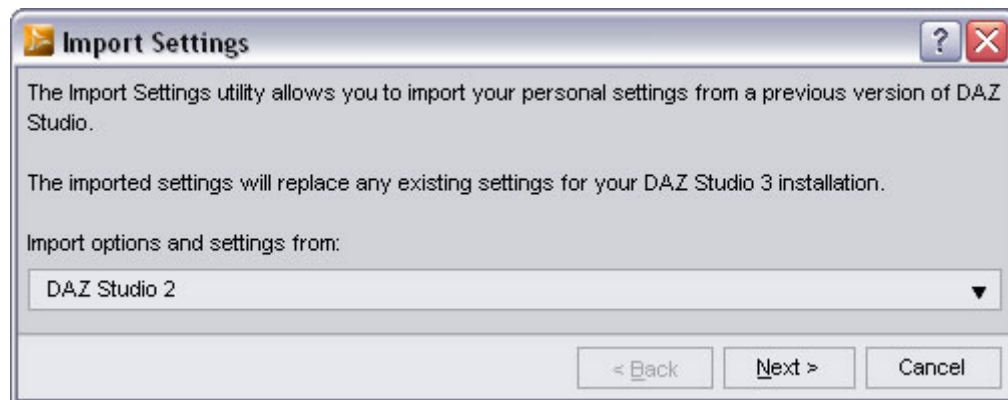 Import Settings
The Import Settings utility allows you to import your personal settings from a previous version of DAZ
Studio.
The imported settings will replace any existing settings for your DAZ Studio 3 installation.
Import options and settings from:
DAZ Studio 2
< Back Next > Cancel